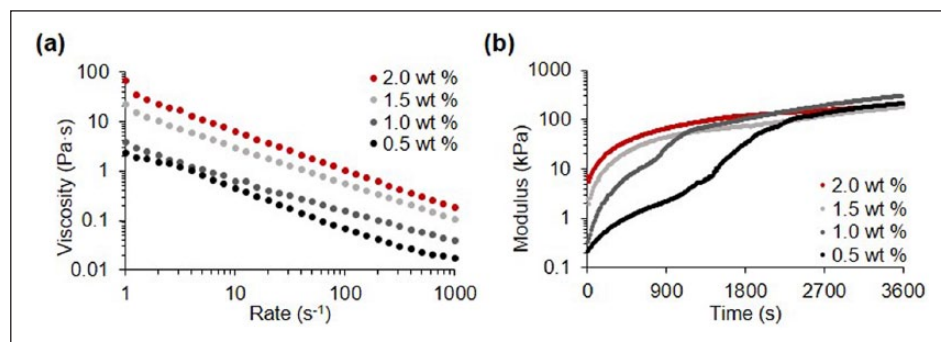 (a)
Viscosity (Pa·s)
100
10
1
0.1
0.01
2.0 wt %
1.5 wt %
1.0 wt %
0.5 wt %
1 10 100 1000
Rate (s⁻¹)
(b)
Modulus (kPa)
1000
100
10
1
0.1
2.0 wt %
1.5 wt %
1.0 wt %
0.5 wt %
0 900 1800 2700 3600
Time (s)